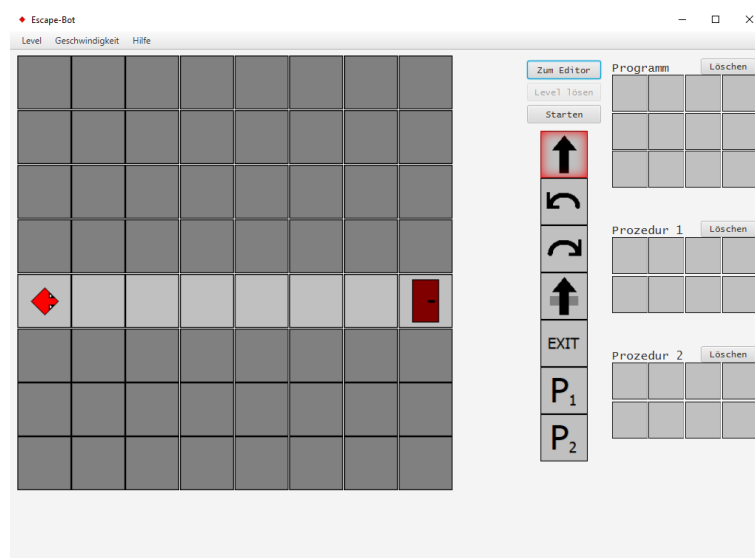 Escape-Bot
Level Geschwindigkeit Hilfe
Zum Editor
Level lösen
Starten
EXIT
P1
P2
Programm Löschen
Prozedur 1 Löschen
Prozedur 2 Löschen